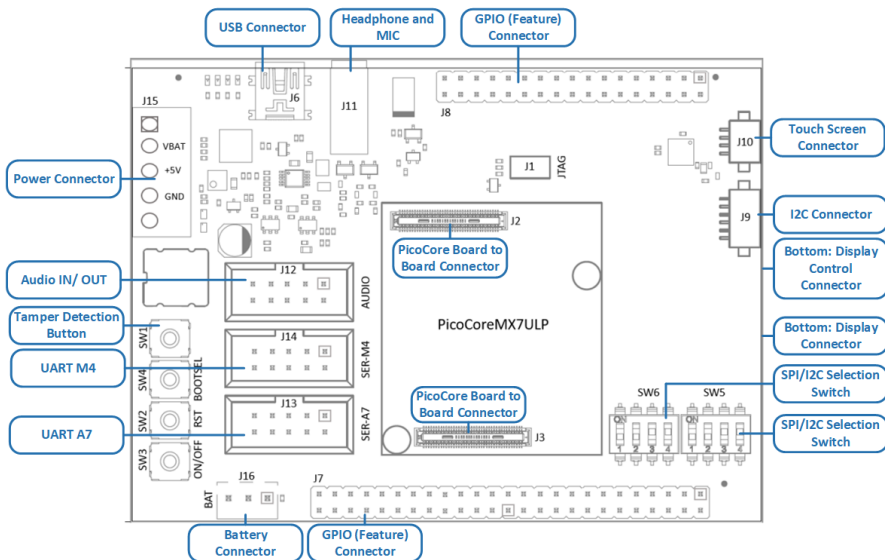 USB Connector
Headphone and
MIC
GPIO (Feature)
Connector
J15
J6
J11
J8
VBAT
+5V
GND
Power Connector
J1
JTAG
J10
Touch Screen
Connector
J9
I2C Connector
J2
PicoCore Board to
Board Connector
Bottom: Display
Control
Connector
Audio IN/ OUT
J12
AUDIO
Tamper Detection
Button
SW1
PicoCoreMX7ULP
Bottom: Display Connector
UART M4
J14
SER-M4
SW4
BOOTSEL
SPI/I2C Selection
Switch
SW6
SW5
PicoCore Board to
Board Connector
J3
UART A7
J13
SER-A7
SW2
RST
ON
1 2 3 4
ON
1 2 3 4
SPI/I2C Selection
Switch
SW3
ON/OFF
J16
BAT
J7
Battery
Connector
GPIO (Feature)
Connector